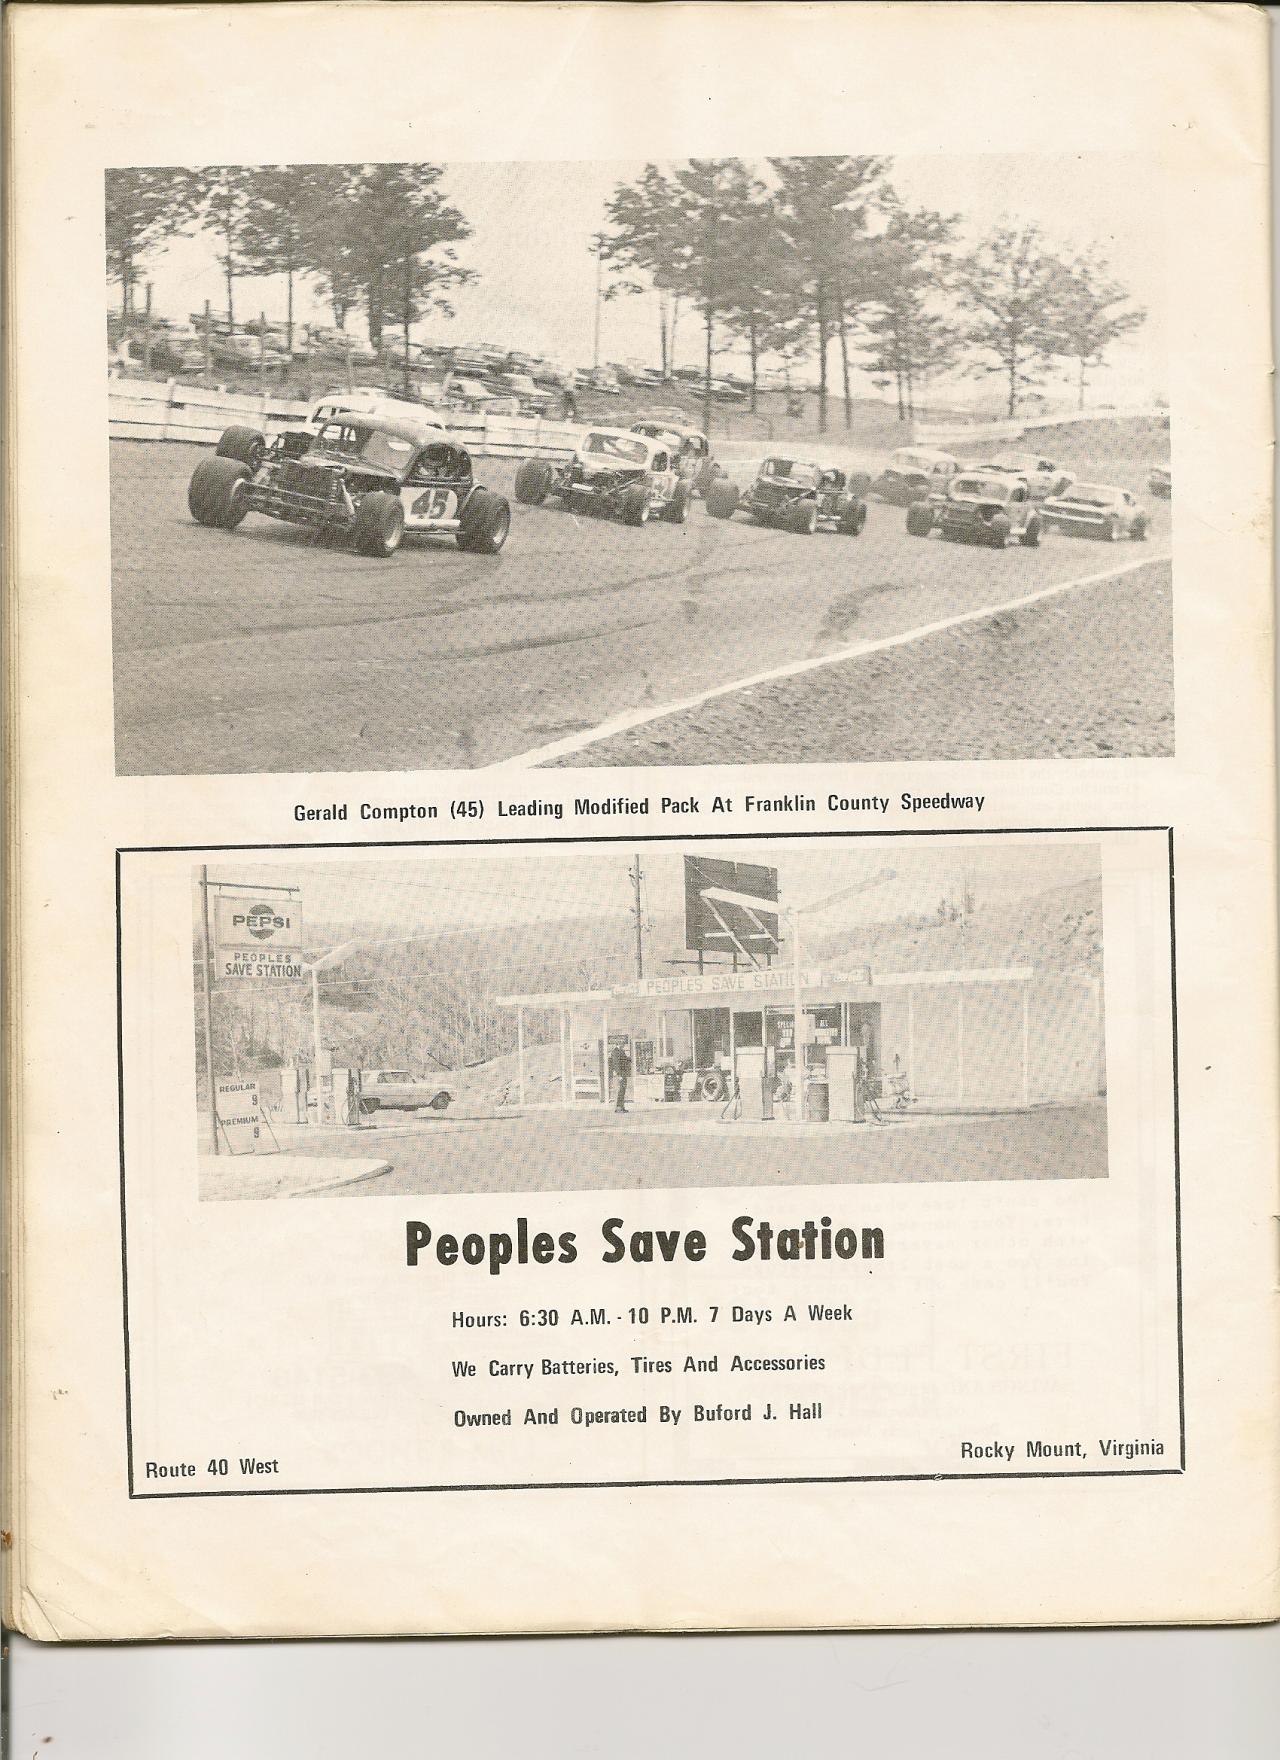 45
Gerald Compton (45) Leading Modified Pack At Franklin County Speedway
PEPSI
PEOPLES
SAVE STATION
PEOPLES SAVE STATION
REGULAR
9
PREMIUM
9
Peoples Save Station
Hours: 6:30 A.M. - 10 P.M. 7 Days A Week
We Carry Batteries, Tires And Accessories
Owned And Operated By Buford J. Hall
Route 40 West
Rocky Mount, Virginia